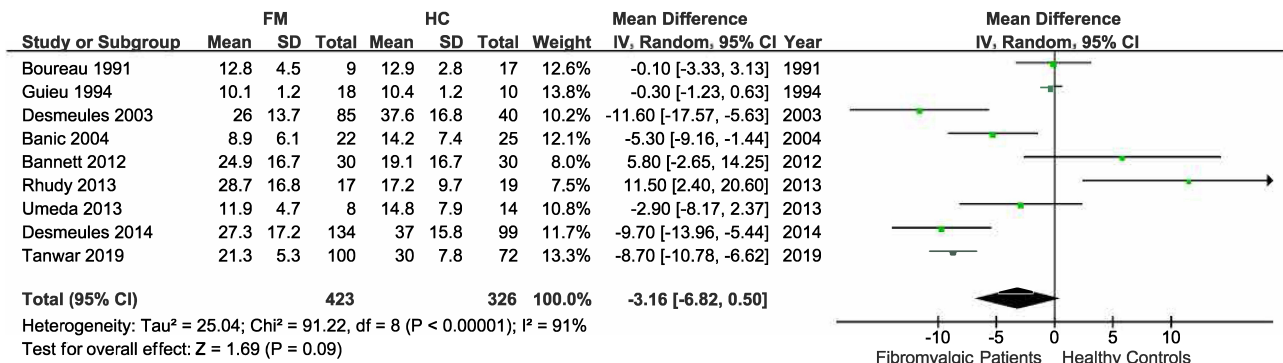 FM HC Mean Difference Mean Difference
Study or Subgroup Mean SD Total Mean SD Total Weight IV, Random, 95% CI Year IV, Random, 95% CI
Boureau 1991 12.8 4.5 9 12.9 2.8 17 12.6% -0.10 [-3.33, 3.13] 1991
Guieu 1994 10.1 1.2 18 10.4 1.2 10 13.8% -0.30 [-1.23, 0.63] 1994
Desmeules 2003 26 13.7 85 37.6 16.8 40 10.2% -11.60 [-17.57, -5.63] 2003
Banic 2004 8.9 6.1 22 14.2 7.4 25 12.1% -5.30 [-9.16, -1.44] 2004
Bannett 2012 24.9 16.7 30 19.1 16.7 30 8.0% 5.80 [-2.65, 14.25] 2012
Rhudy 2013 28.7 16.8 17 17.2 9.7 19 7.5% 11.50 [2.40, 20.60] 2013
Umeda 2013 11.9 4.7 8 14.8 7.9 14 10.8% -2.90 [-8.17, 2.37] 2013
Desmeules 2014 27.3 17.2 134 37 15.8 99 11.7% -9.70 [-13.96, -5.44] 2014
Tanwar 2019 21.3 5.3 100 30 7.8 72 13.3% -8.70 [-10.78, -6.62] 2019
Total (95% CI) 423 326 100.0% -3.16 [-6.82, 0.50]
Heterogeneity: Tau² = 25.04; Chi² = 91.22, df = 8 (P < 0.00001); I² = 91%
Test for overall effect: Z = 1.69 (P = 0.09)
-10 -5 0 5 10
Fibromyalgic Patients Healthy Controls